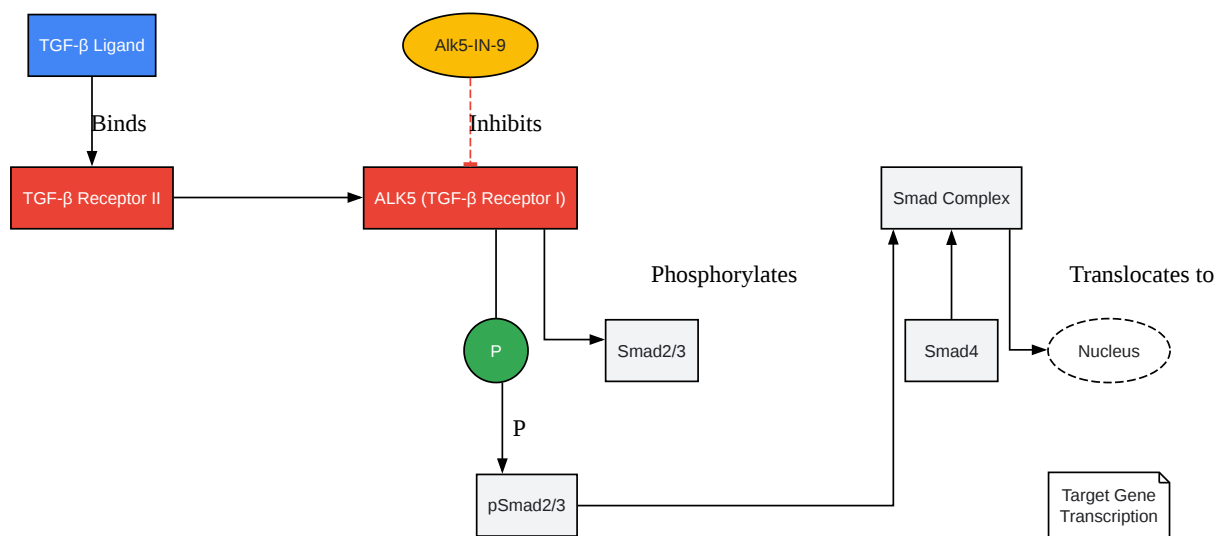 TGF-β Ligand
Alk5-IN-9
Binds
Inhibits
TGF-β Receptor II
ALK5 (TGF-β Receptor I)
Smad Complex
Phosphorylates
Translocates to
P
Smad2/3
Smad4
Nucleus
P
pSmad2/3
Target Gene
Transcription